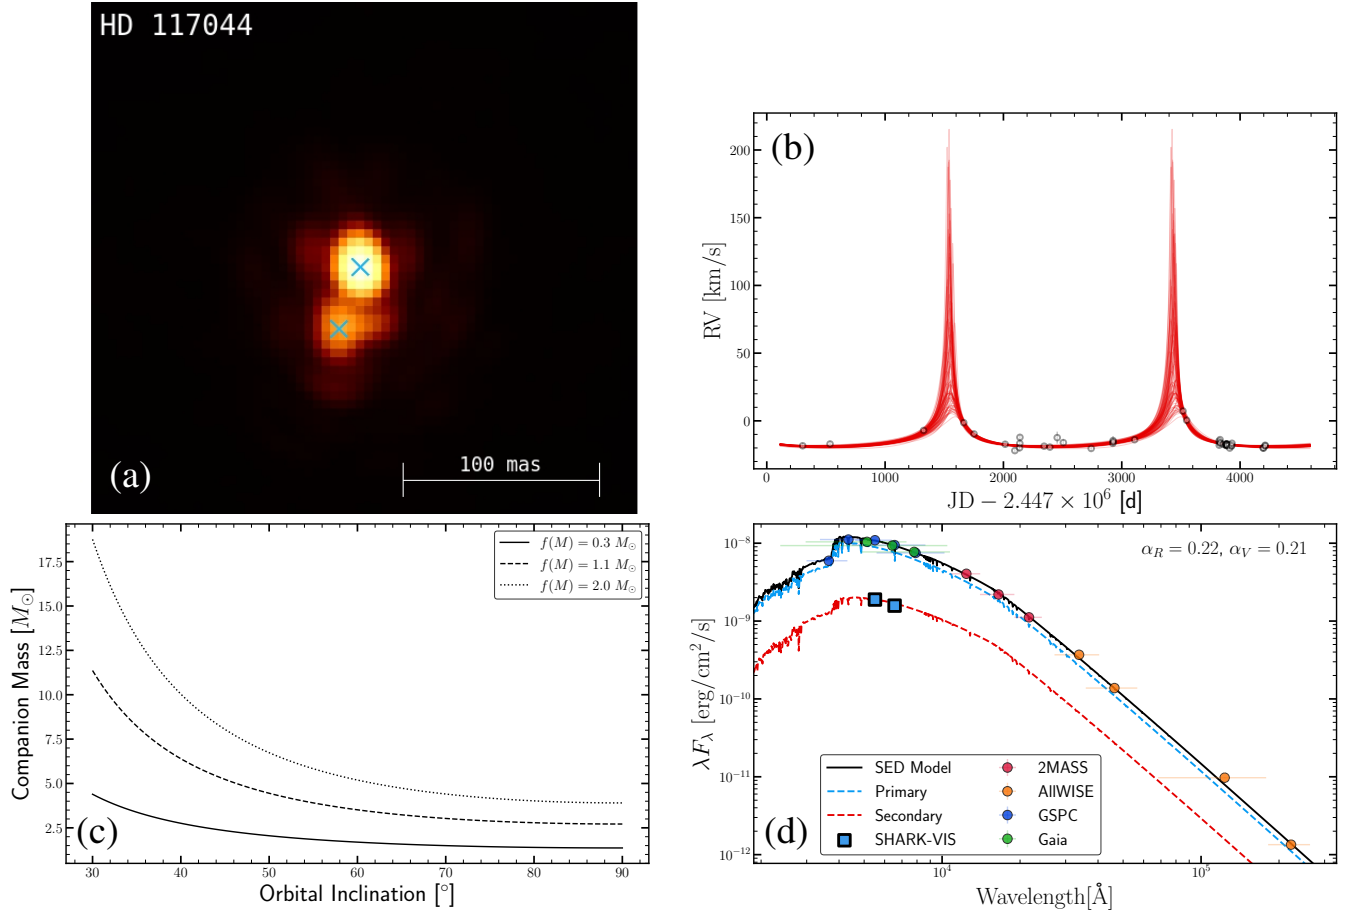 HD 117044
100 mas
(a)
(b)
200
150
100
50
0
RV [km/s]
0
1000
2000
3000
4000
JD − 2.447 × 10⁶ [d]
f(M) = 0.3 M☉
f(M) = 1.1 M☉
f(M) = 2.0 M☉
17.5
15.0
12.5
10.0
7.5
5.0
2.5
Companion Mass [M☉]
(c)
30
40
50
60
70
80
90
Orbital Inclination [°]
α_R = 0.22, α_V = 0.21
10⁻⁸
10⁻⁹
10⁻¹⁰
10⁻¹¹
10⁻¹²
λF_λ [erg/cm²/s]
SED Model
Primary
Secondary
SHARK-VIS
2MASS
AllWISE
GSPC
Gaia
(d)
10⁴
10⁵
Wavelength[Å]